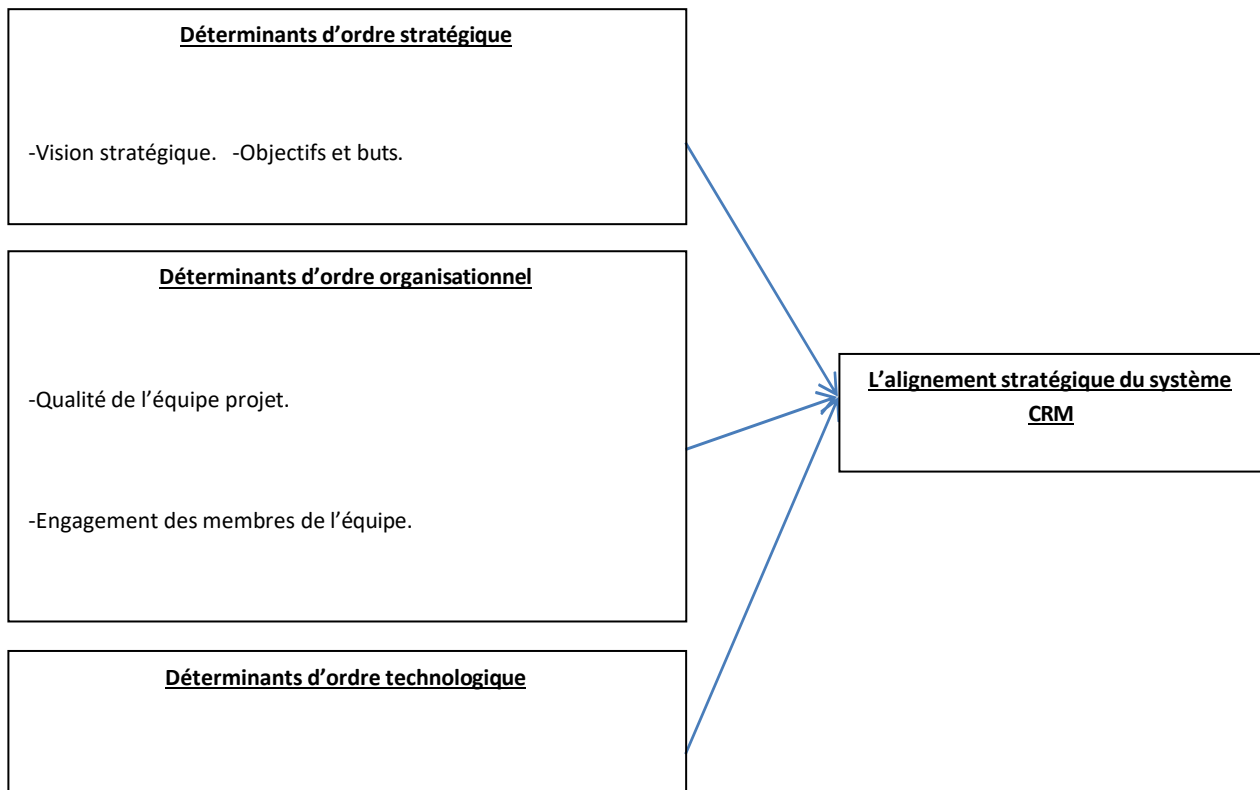 Déterminants d’ordre stratégique
-Vision stratégique. -Objectifs et buts.
Déterminants d’ordre organisationnel
-Qualité de l’équipe projet.
-Engagement des membres de l’équipe.
L’alignement stratégique du système
CRM
Déterminants d’ordre technologique